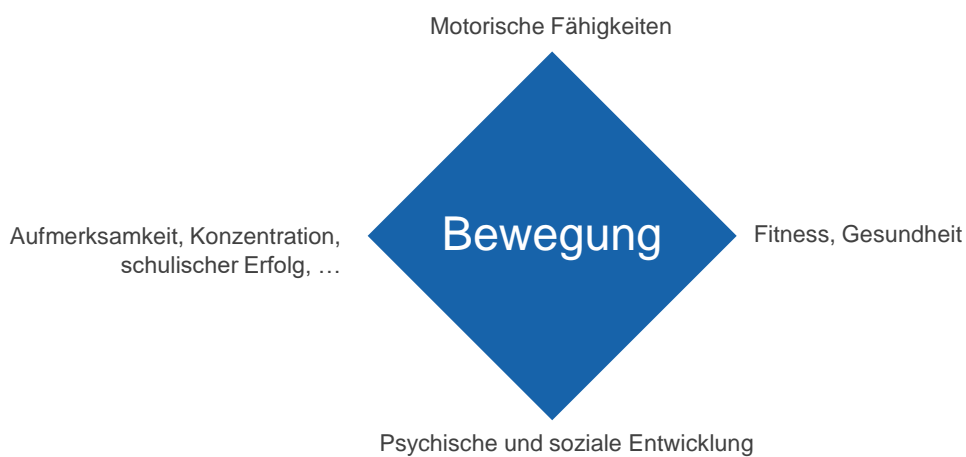 Motorische Fähigkeiten
Aufmerksamkeit, Konzentration,
schulischer Erfolg, …
Bewegung
Fitness, Gesundheit
Psychische und soziale Entwicklung